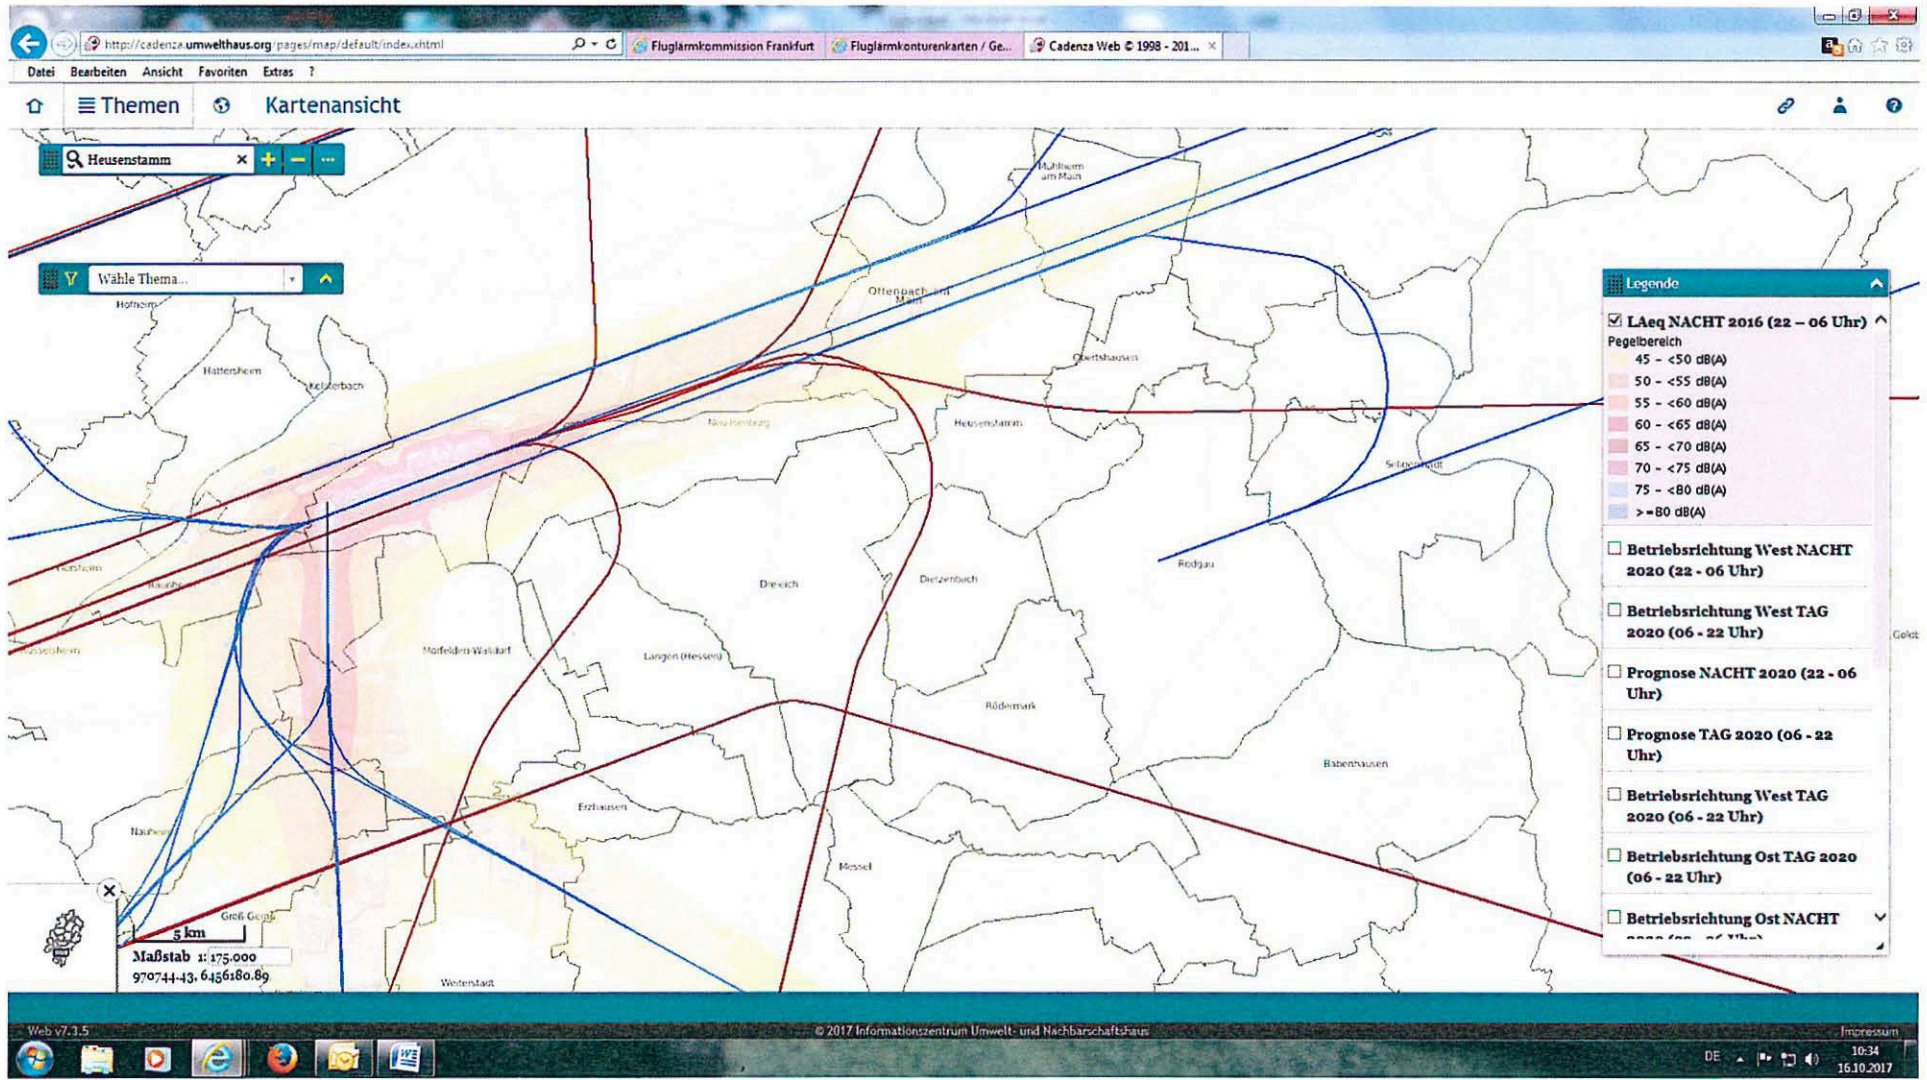 http://cadenza.umwelthaus.org/pages/map/default/index.xhtml
Fluglärmkommission Frankfurt
Fluglärmkonturenkarten / Ge...
Cadenza Web © 1998 - 201...
Datei Bearbeiten Ansicht Favoriten Extras ?
Themen
Kartenansicht
Heusenstamm
Wähle Thema...
Mühlheim
am Main
Hofheim
Offenbach am
Main
Hattersheim
Kelsterbach
Obertshausen
Neu-Isenburg
Heusenstamm
Seligenstadt
Rodgau
Dreieich
Dietzenbach
Mörfelden-Walldorf
Langen (Hessen)
Rödermark
Babenhausen
Erzhausen
Nauheim
Messel
Groß Gerau
Weiterstadt
5 km
Maßstab 1: 175.000
970744.43, 6456180.89
Legende
LAeq NACHT 2016 (22 – 06 Uhr)
Pegelbereich
45 - <50 dB(A)
50 - <55 dB(A)
55 - <60 dB(A)
60 - <65 dB(A)
65 - <70 dB(A)
70 - <75 dB(A)
75 - <80 dB(A)
>=80 dB(A)
Betriebsrichtung West NACHT
2020 (22 - 06 Uhr)
Betriebsrichtung West TAG
2020 (06 - 22 Uhr)
Prognose NACHT 2020 (22 - 06
Uhr)
Prognose TAG 2020 (06 - 22
Uhr)
Betriebsrichtung West TAG
2020 (06 - 22 Uhr)
Betriebsrichtung Ost TAG 2020
(06 - 22 Uhr)
Betriebsrichtung Ost NACHT
Web v7.3.5
© 2017 Informationszentrum Umwelt- und Nachbarschaftshaus
Impressum
DE
10:34
16.10.2017